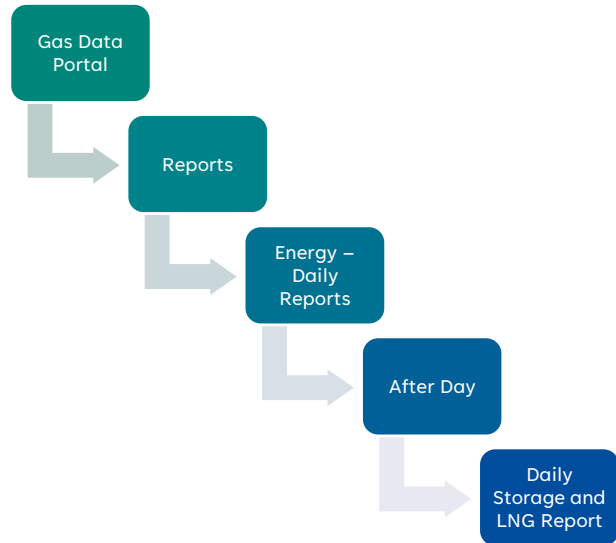 Gas Data
Portal
Reports
Energy –
Daily
Reports
After Day
Daily
Storage and
LNG Report